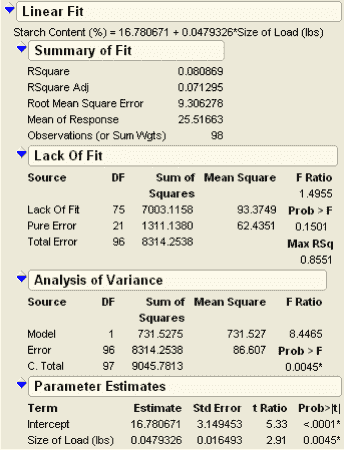 Linear Fit
Starch Content (%) = 16.780671 + 0.0479326*Size of Load (lbs)
Summary of Fit
RSquare 0.080869
RSquare Adj 0.071295
Root Mean Square Error 9.306278
Mean of Response 25.51663
Observations (or Sum Wgts) 98
Lack Of Fit
Source DF Sum of Mean Square F Ratio
Squares 1.4955
Lack Of Fit 75 7003.1158 93.3749 Prob > F
Pure Error 21 1311.1380 62.4351 0.1501
Total Error 96 8314.2538 Max RSq
0.8551
Analysis of Variance
Source DF Sum of Mean Square F Ratio
Squares
Model 1 731.5275 731.527 8.4465
Error 96 8314.2538 86.607 Prob > F
C. Total 97 9045.7813 0.0045*
Parameter Estimates
Term Estimate Std Error t Ratio Prob>|t|
Intercept 16.780671 3.149453 5.33 <.0001*
Size of Load (lbs) 0.0479326 0.016493 2.91 0.0045*